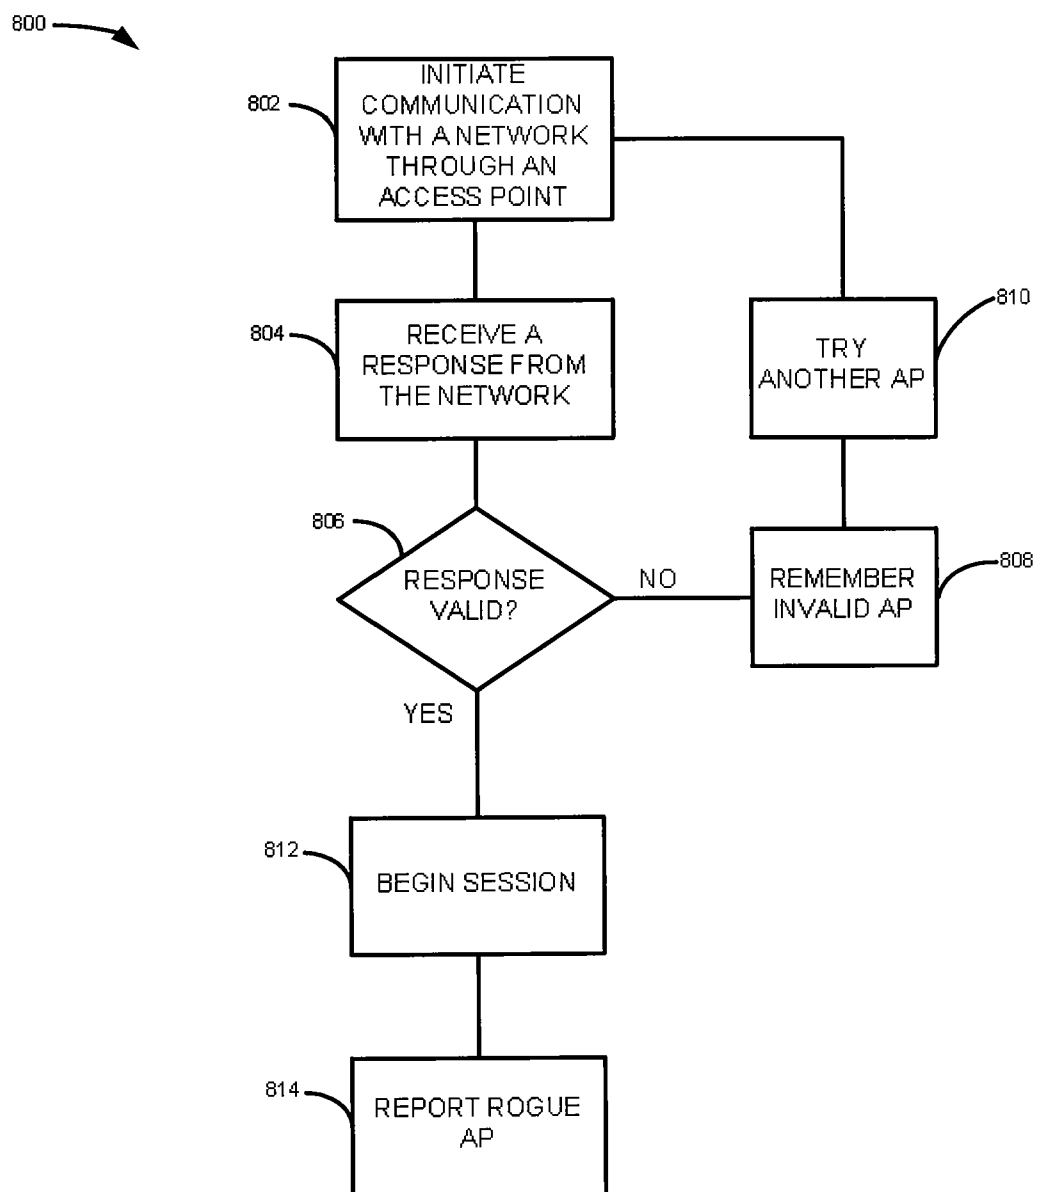 800
802
INITIATE
COMMUNICATION
WITH A NETWORK
THROUGH AN
ACCESS POINT
804
RECEIVE A
RESPONSE FROM
THE NETWORK
810
TRY
ANOTHER AP
806
RESPONSE
VALID?
NO
808
REMEMBER
INVALID AP
YES
812
BEGIN SESSION
814
REPORT ROGUE
AP